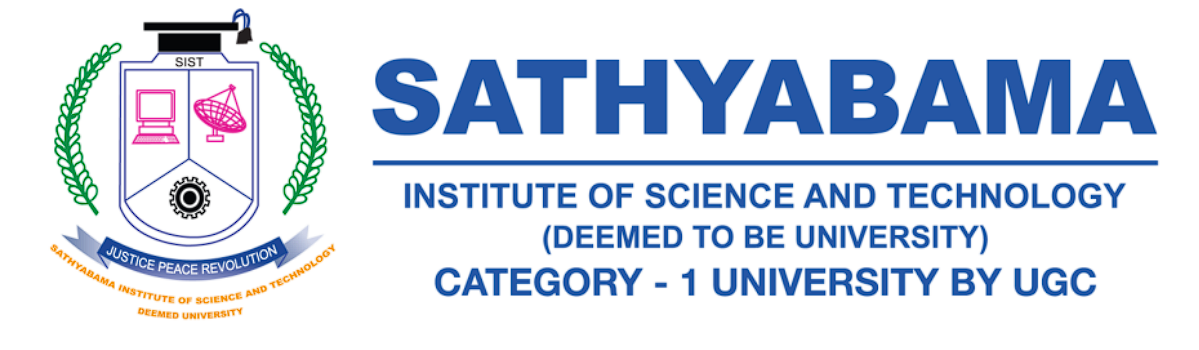 SIST
JUSTICE PEACE REVOLUTION
SATHYABAMA INSTITUTE OF SCIENCE AND TECHNOLOGY
DEEMED UNIVERSITY
SATHYABAMA
INSTITUTE OF SCIENCE AND TECHNOLOGY
(DEEMED TO BE UNIVERSITY)
CATEGORY - 1 UNIVERSITY BY UGC